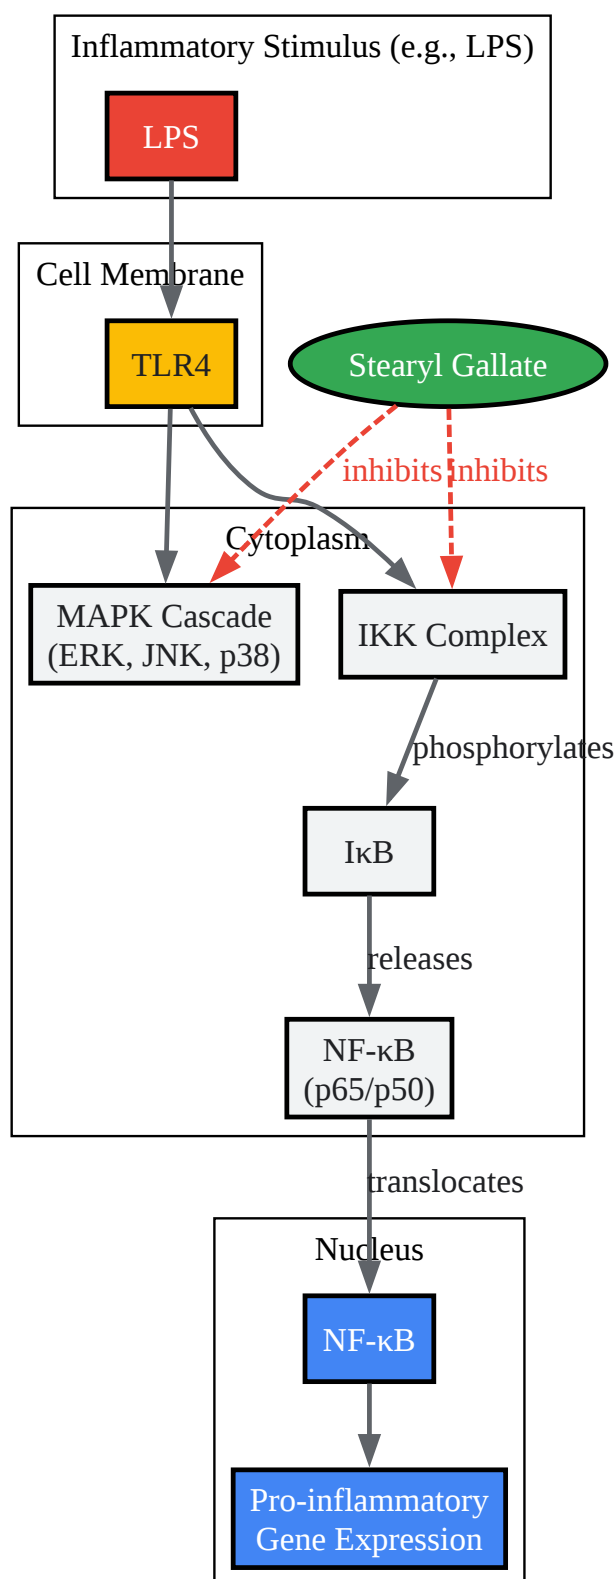 Inflammatory Stimulus (e.g., LPS)
LPS
Cell Membrane
TLR4
Stearyl Gallate
inhibits
inhibits
Cytoplasm
MAPK Cascade
(ERK, JNK, p38)
IKK Complex
phosphorylates
IκB
releases
NF-κB
(p65/p50)
translocates
Nucleus
NF-κB
Pro-inflammatory
Gene Expression